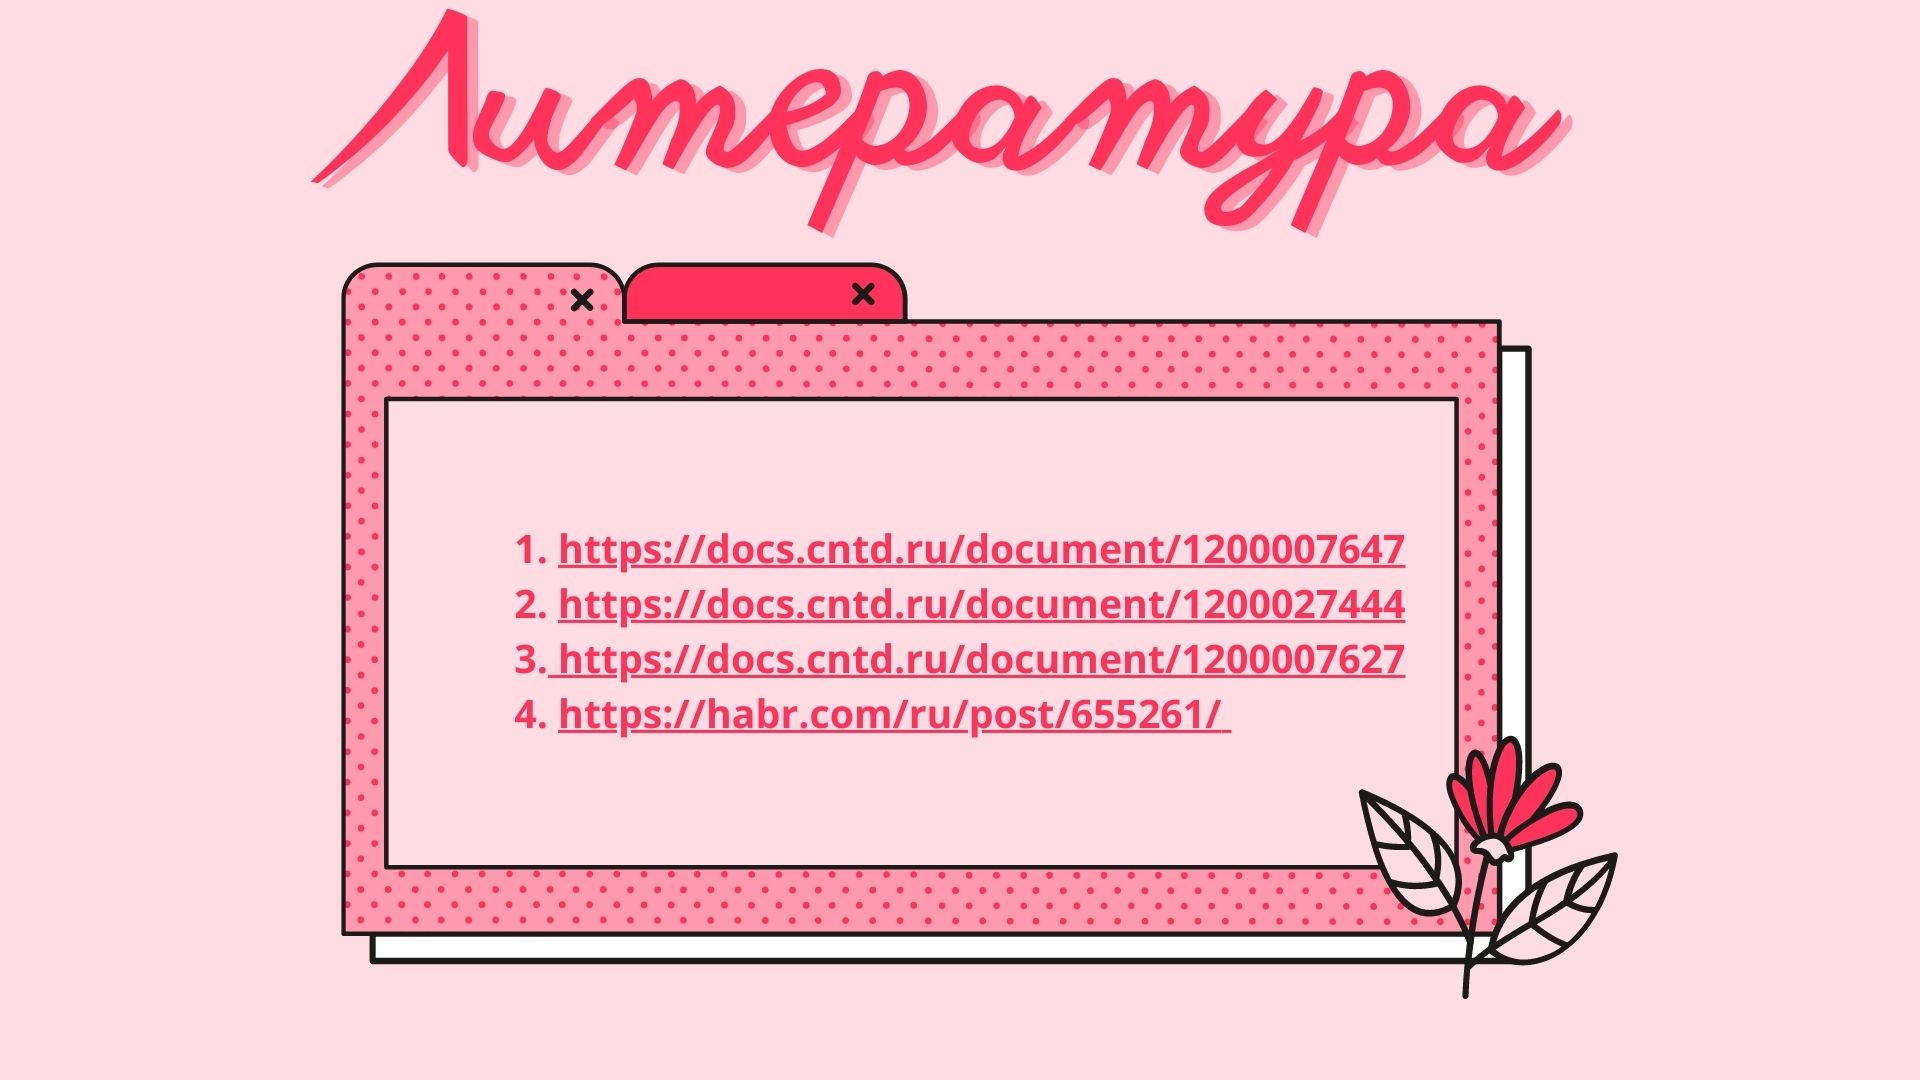 Литература
1. https://docs.cntd.ru/document/1200007647
2. https://docs.cntd.ru/document/1200027444
3. https://docs.cntd.ru/document/1200007627
4. https://habr.com/ru/post/655261/